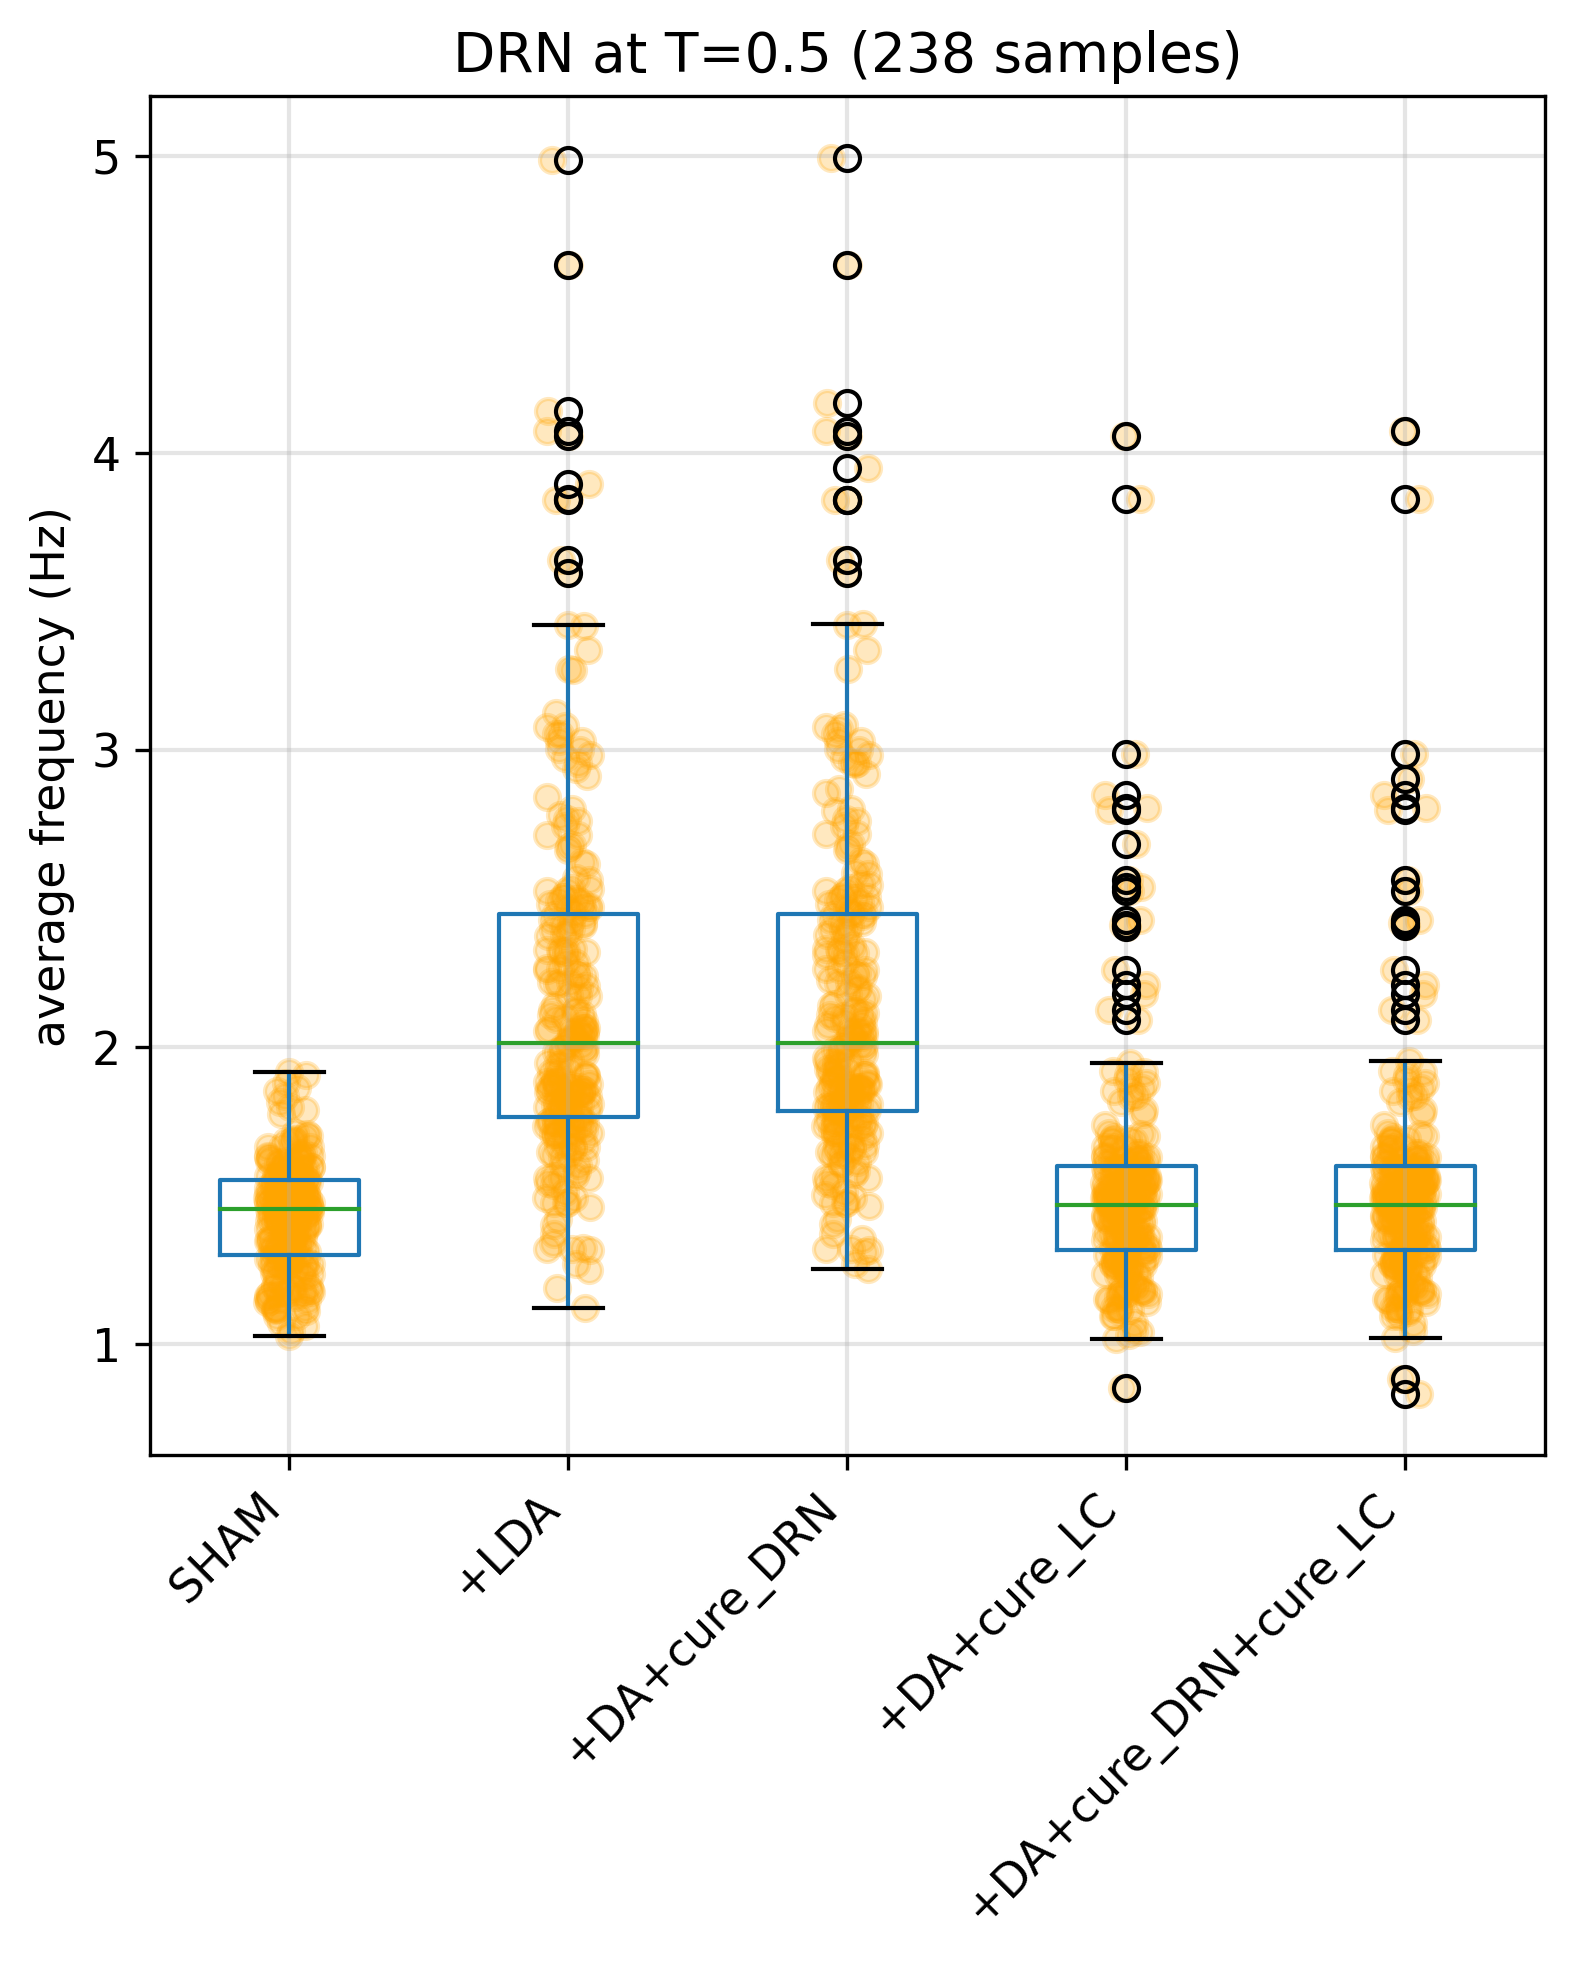 DRN at T=0.5 (238 samples)
average frequency (Hz)
5
4
3
2
1
SHAM
+LDA
+DA+cure_DRN
+DA+cure_LC
+DA+cure_DRN+cure_LC